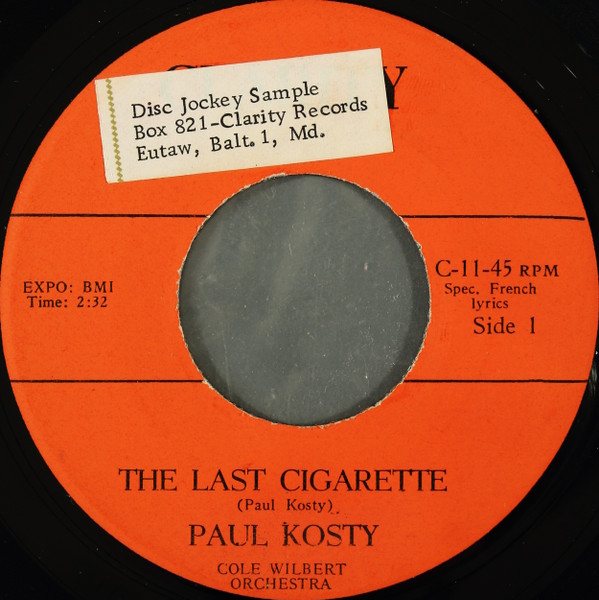 Disc Jockey Sample
Box 821-Clarity Records
Eutaw, Balt. 1, Md.
EXPO: BMI
Time: 2:32
C-11-45 RPM
Spec. French
lyrics
Side 1
THE LAST CIGARETTE
(Paul Kosty)
PAUL KOSTY
COLE WILBERT
ORCHESTRA